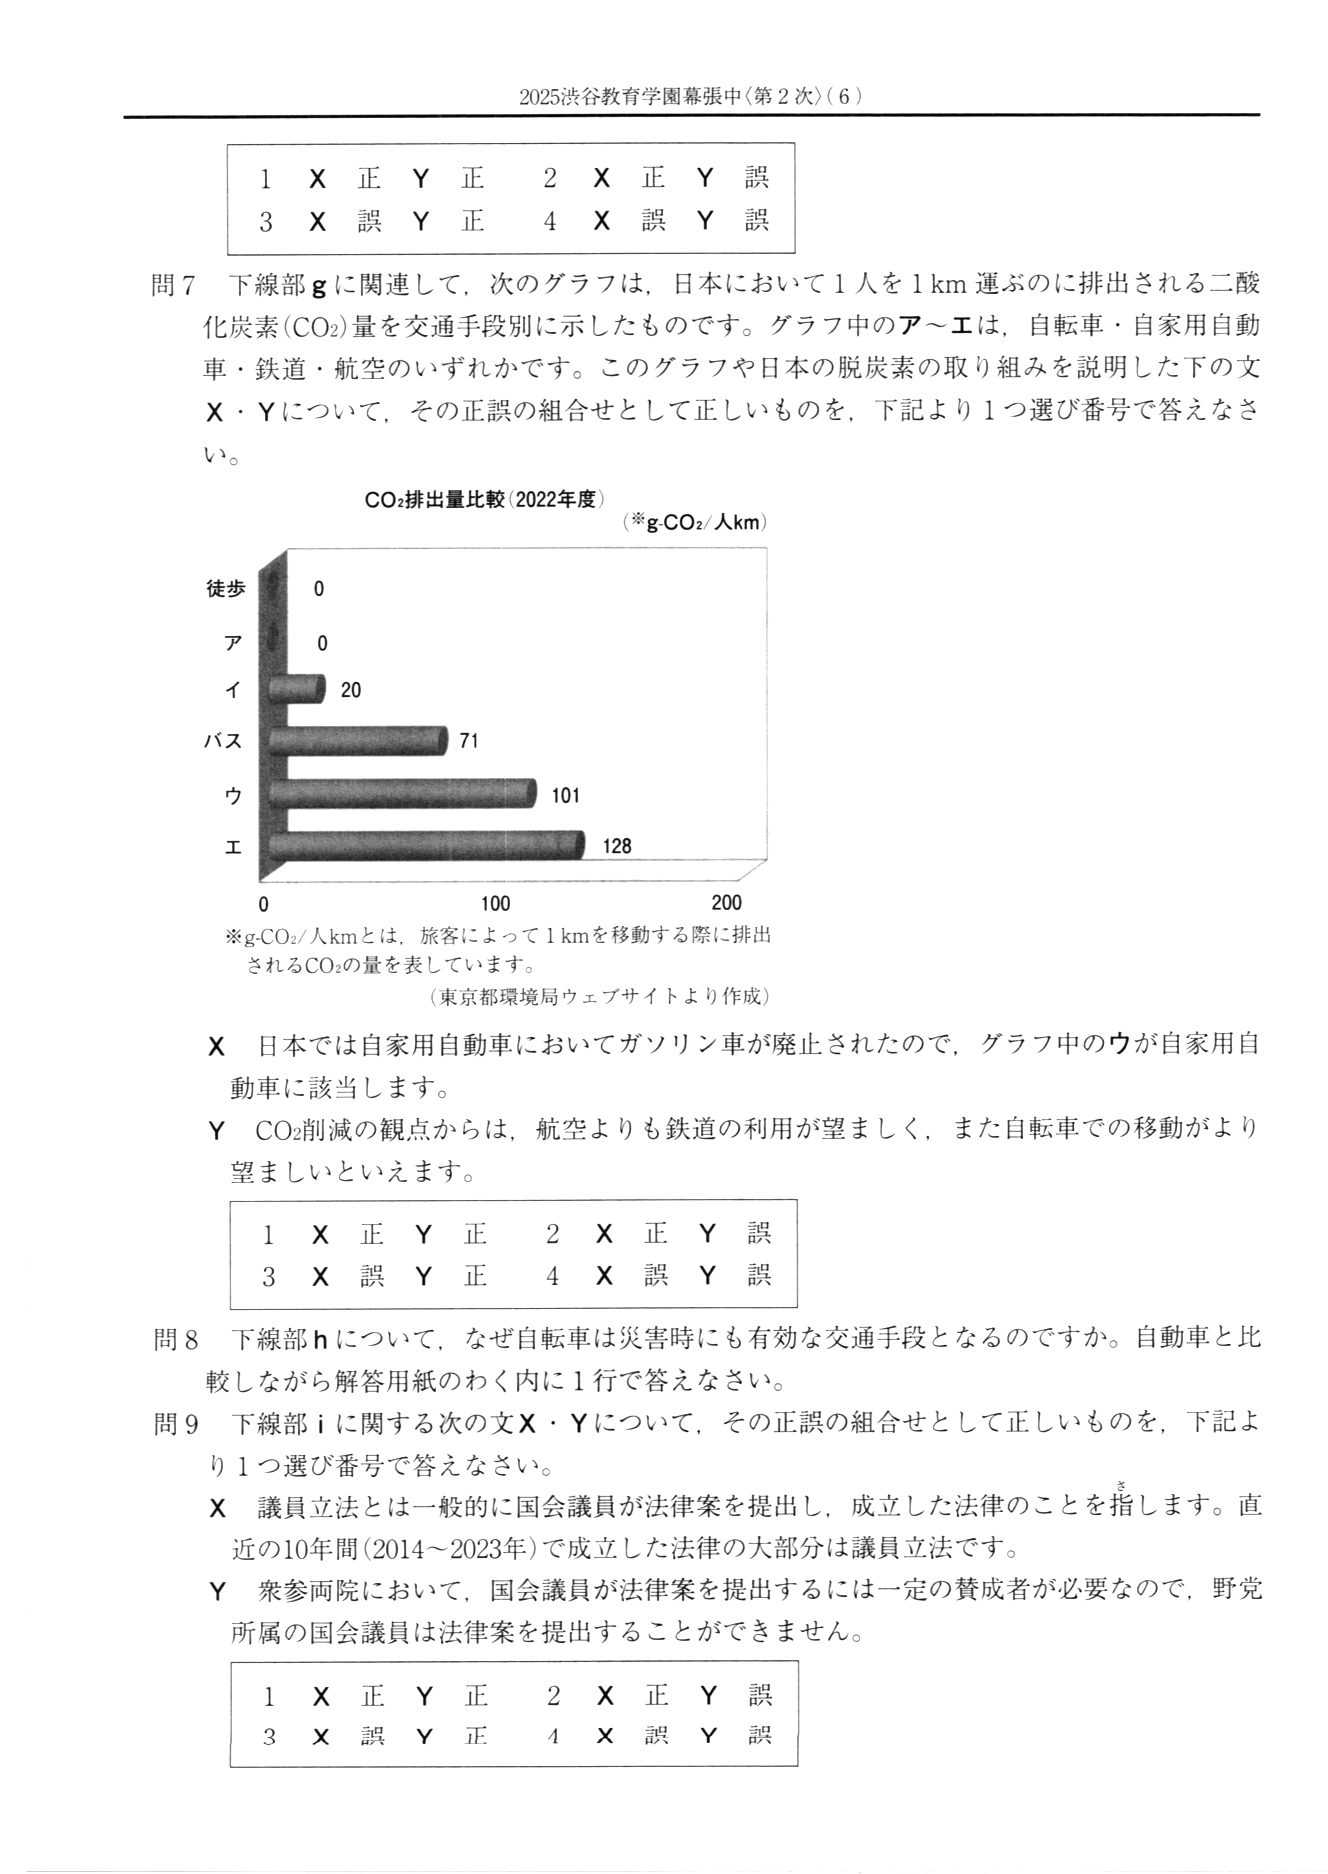 2025渋谷教育学園幕張中〈第2次〉(6)
1 X 正 Y 正 2 X 正 Y 誤
3 X 誤 Y 正 4 X 誤 Y 誤
問7 下線部gに関連して，次のグラフは，日本において1人を1km運ぶのに排出される二酸
化炭素(CO₂)量を交通手段別に示したものです。グラフ中のア～エは，自転車・自家用自動
車・鉄道・航空のいずれかです。このグラフや日本の脱炭素の取り組みを説明した下の文
X・Yについて，その正誤の組合せとして正しいものを，下記より1つ選び番号で答えなさ
い。
CO₂排出量比較(2022年度)
(※g-CO₂/人km)
徒歩 0
ア 0
イ 20
バス 71
ウ 101
エ 128
0 100 200
※g-CO₂/人kmとは，旅客によって1kmを移動する際に排出
されるCO₂の量を表しています。
(東京都環境局ウェブサイトより作成)
X 日本では自家用自動車においてガソリン車が廃止されたので，グラフ中のウが自家用自
動車に該当します。
Y CO₂削減の観点からは，航空よりも鉄道の利用が望ましく，また自転車での移動がより
望ましいといえます。
1 X 正 Y 正 2 X 正 Y 誤
3 X 誤 Y 正 4 X 誤 Y 誤
問8 下線部hについて，なぜ自転車は災害時にも有効な交通手段となるのですか。自動車と比
較しながら解答用紙のわく内に1行で答えなさい。
問9 下線部iに関する次の文X・Yについて，その正誤の組合せとして正しいものを，下記よ
り1つ選び番号で答えなさい。
さ
X 議員立法とは一般的に国会議員が法律案を提出し，成立した法律のことを指します。直
近の10年間(2014～2023年)で成立した法律の大部分は議員立法です。
Y 衆参両院において，国会議員が法律案を提出するには一定の賛成者が必要なので，野党
所属の国会議員は法律案を提出することができません。
1 X 正 Y 正 2 X 正 Y 誤
3 X 誤 Y 正 4 X 誤 Y 誤